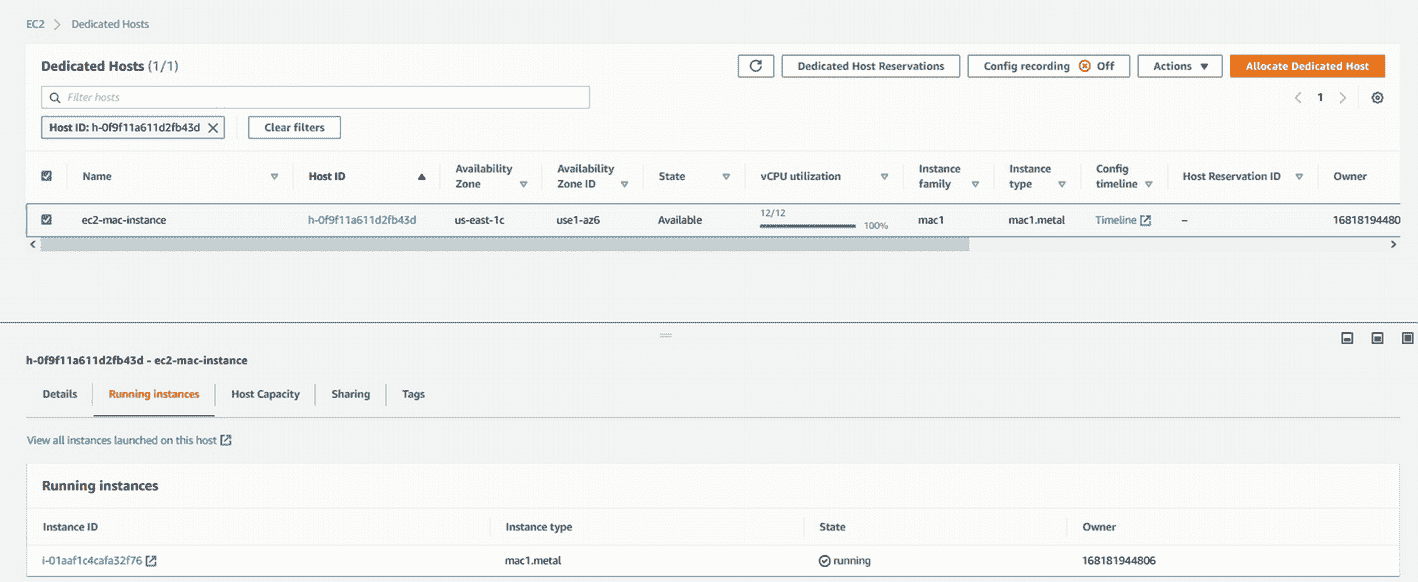 EC2 > Dedicated Hosts
Dedicated Hosts (1/1)
Dedicated Host Reservations
Config recording Off
Actions
Allocate Dedicated Host
Filter hosts
1
Host ID: h-0f9f11a611d2fb43d
Clear filters
Name Host ID Availability Zone Availability Zone ID State vCPU utilization Instance family Instance type Config timeline Host Reservation ID Owner
ec2-mac-instance h-0f9f11a611d2fb43d us-east-1c use1-az6 Available 12/12 100% mac1 mac1.metal Timeline – 16818194480
h-0f9f11a611d2fb43d - ec2-mac-instance
Details Running instances Host Capacity Sharing Tags
View all instances launched on this host
Running instances
Instance ID Instance type State Owner
i-01aaf1c4cafa32f76 mac1.metal running 168181944806